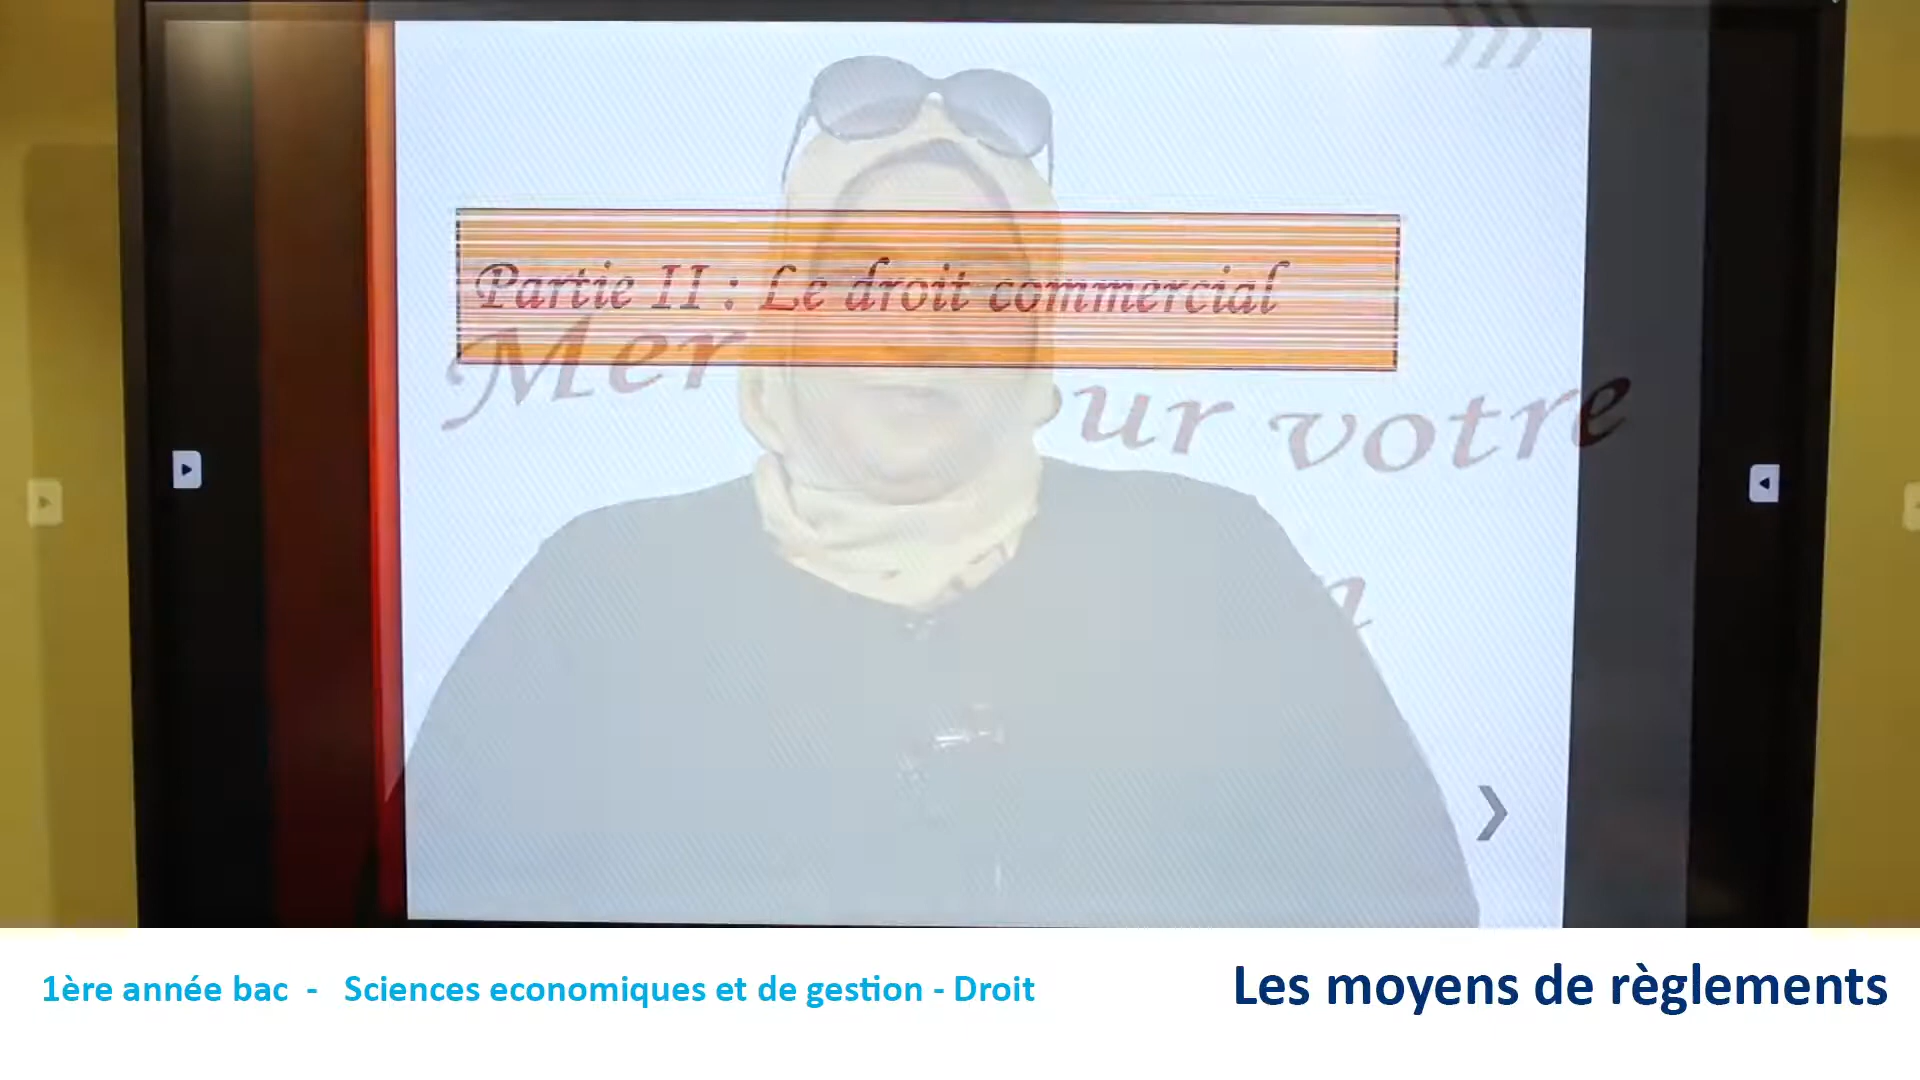 Partie II : Le droit commercial
Mer ur votre
n
1ère année bac - Sciences economiques et de gestion - Droit
Les moyens de règlements